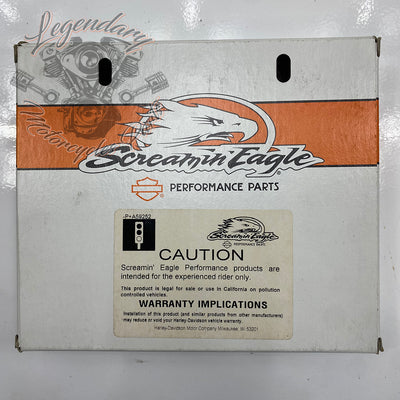 Legendary
Motorcycles
Screamin' Eagle
PERFORMANCE PARTS
-P+A59252
Screamin' Eagle
PERFORMANCE PARTS
CAUTION
Screamin' Eagle Performance products are
intended for the experienced rider only.
This product is legal for sale or use in California on pollution
controlled vehicles.
WARRANTY IMPLICATIONS
Installation of this product (and similar products from other manufacturers)
may reduce or void your Harley-Davidson vehicle warranty.
Harley-Davidson Motor Company Milwaukee, WI 53201